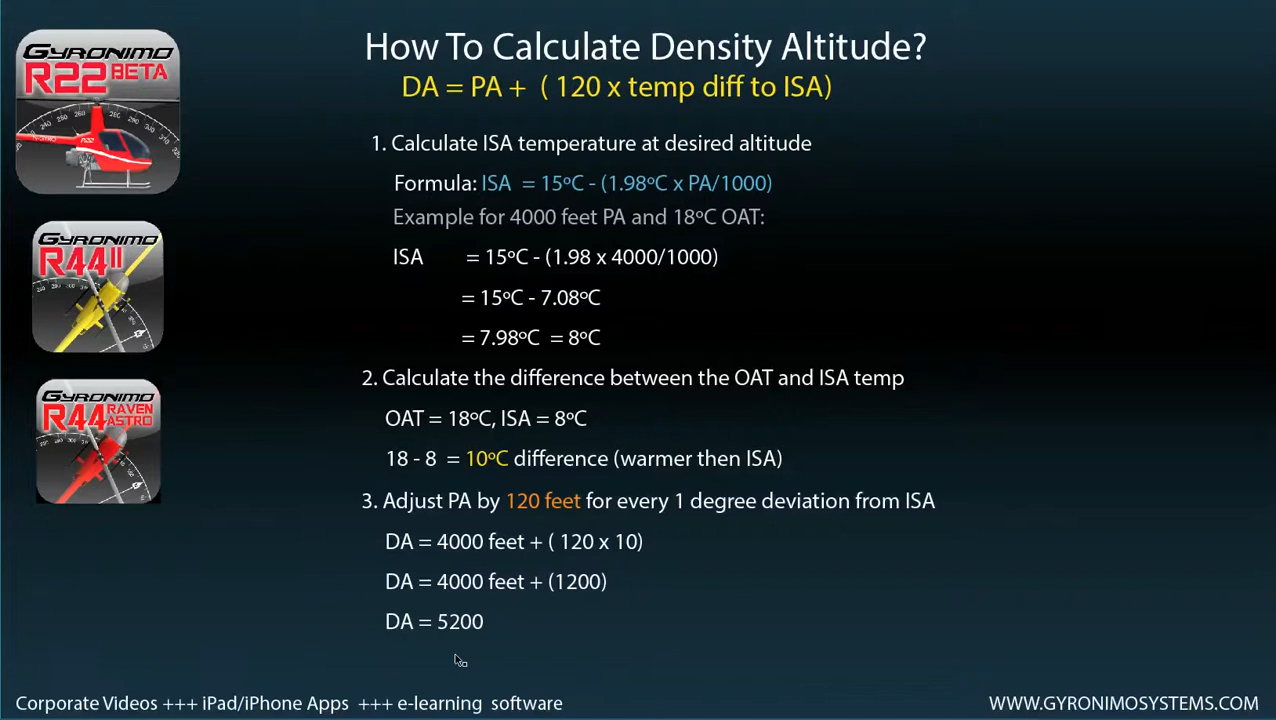 How To Calculate Density Altitude?
DA = PA + ( 120 x temp diff to ISA)
1. Calculate ISA temperature at desired altitude
Formula: ISA = 15ºC - (1.98ºC x PA/1000)
Example for 4000 feet PA and 18ºC OAT:
ISA = 15ºC - (1.98 x 4000/1000)
= 15ºC - 7.08ºC
= 7.98ºC = 8ºC
2. Calculate the difference between the OAT and ISA temp
OAT = 18ºC, ISA = 8ºC
18 - 8 = 10ºC difference (warmer then ISA)
3. Adjust PA by 120 feet for every 1 degree deviation from ISA
DA = 4000 feet + ( 120 x 10)
DA = 4000 feet + (1200)
DA = 5200
GYRONIMO
R22 BETA
GYRONIMO
R44 II
GYRONIMO
R44 RAVEN
ASTRO
Corporate Videos +++ iPad/iPhone Apps +++ e-learning software
WWW.GYRONIMOSYSTEMS.COM